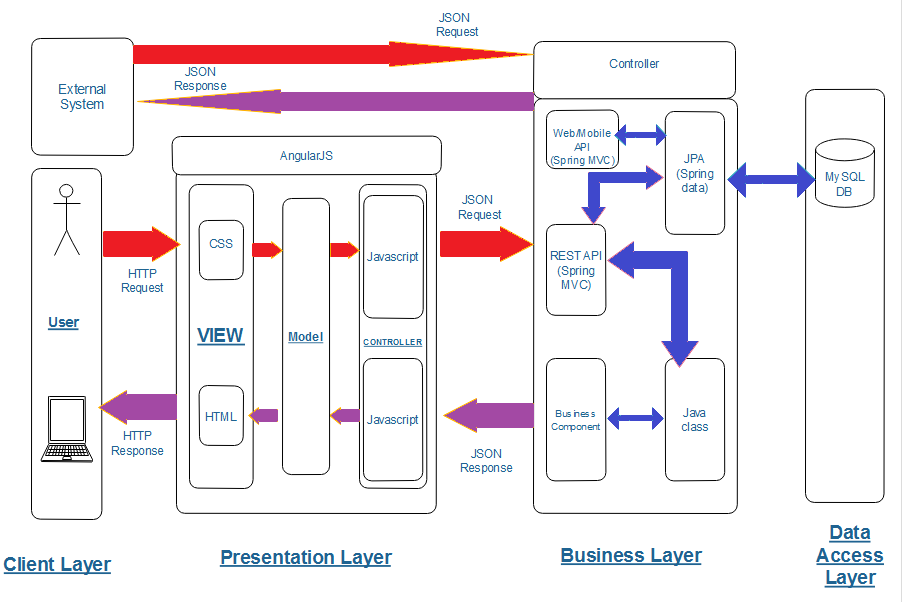 JSON
Request
External
System
JSON
Response
Controller
AngularJS
Web/Mobile
API
(Spring MVC)
JPA
(Spring
data)
MySQL
DB
CSS
Javascript
JSON
Request
REST API
(Spring
MVC)
HTTP
Request
User
VIEW
Model
CONTROLLER
HTML
Javascript
Business
Component
Java
class
HTTP
Response
JSON
Response
Client Layer
Presentation Layer
Business Layer
Data
Access
Layer